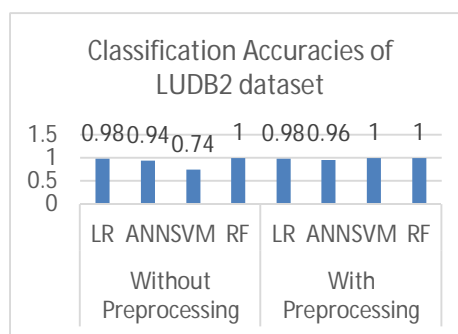 Classification Accuracies of
LUDB2 dataset
0.98 0.94 0.74 1 0.98 0.96 1 1
1.5
1
0.5
0
LR ANN SVM RF LR ANN SVM RF
Without Preprocessing
With Preprocessing